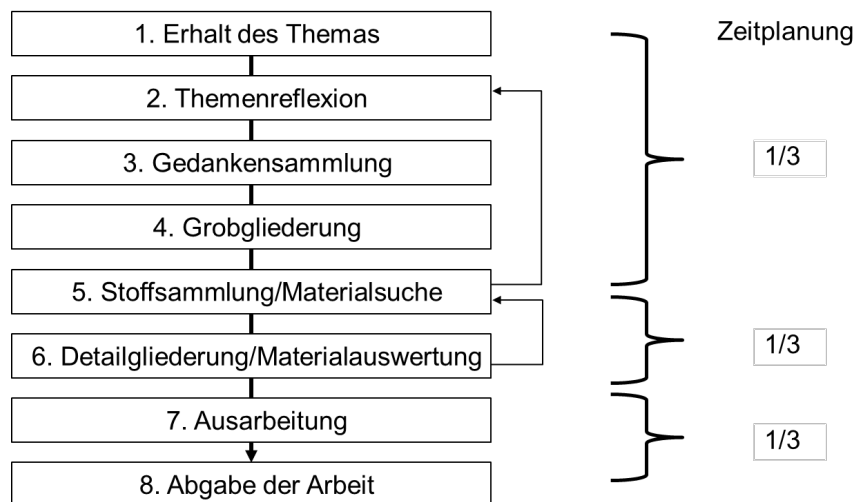 1. Erhalt des Themas
Zeitplanung
2. Themenreflexion
3. Gedankensammlung
1/3
4. Grobgliederung
5. Stoffsammlung/Materialsuche
6. Detailgliederung/Materialauswertung
1/3
7. Ausarbeitung
1/3
8. Abgabe der Arbeit